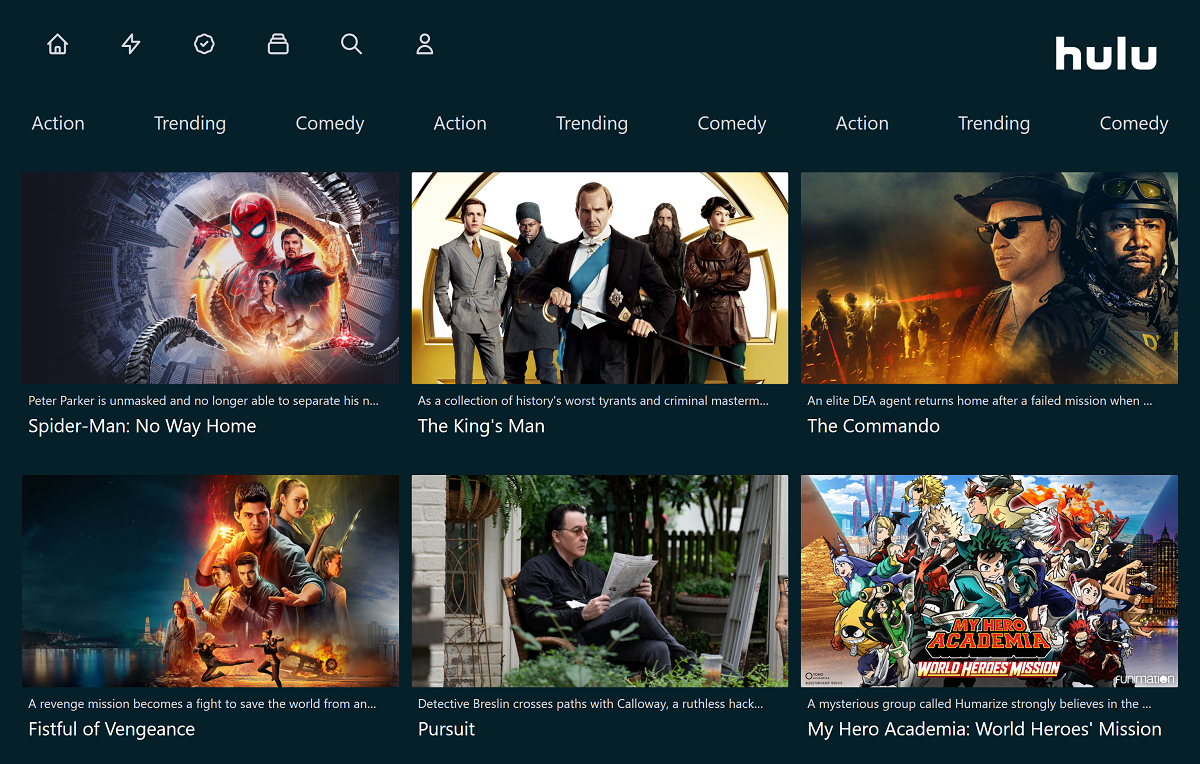 hulu
Action Trending Comedy Action Trending Comedy Action Trending Comedy
Peter Parker is unmasked and no longer able to separate his n...
Spider-Man: No Way Home
As a collection of history's worst tyrants and criminal masterm...
The King's Man
An elite DEA agent returns home after a failed mission when ...
The Commando
A revenge mission becomes a fight to save the world from an...
Fistful of Vengeance
Detective Breslin crosses paths with Calloway, a ruthless hack...
Pursuit
MY HERO
ACADEMIA
WORLD HEROES' MISSION
Funimation
A mysterious group called Humarize strongly believes in the ...
My Hero Academia: World Heroes' Mission